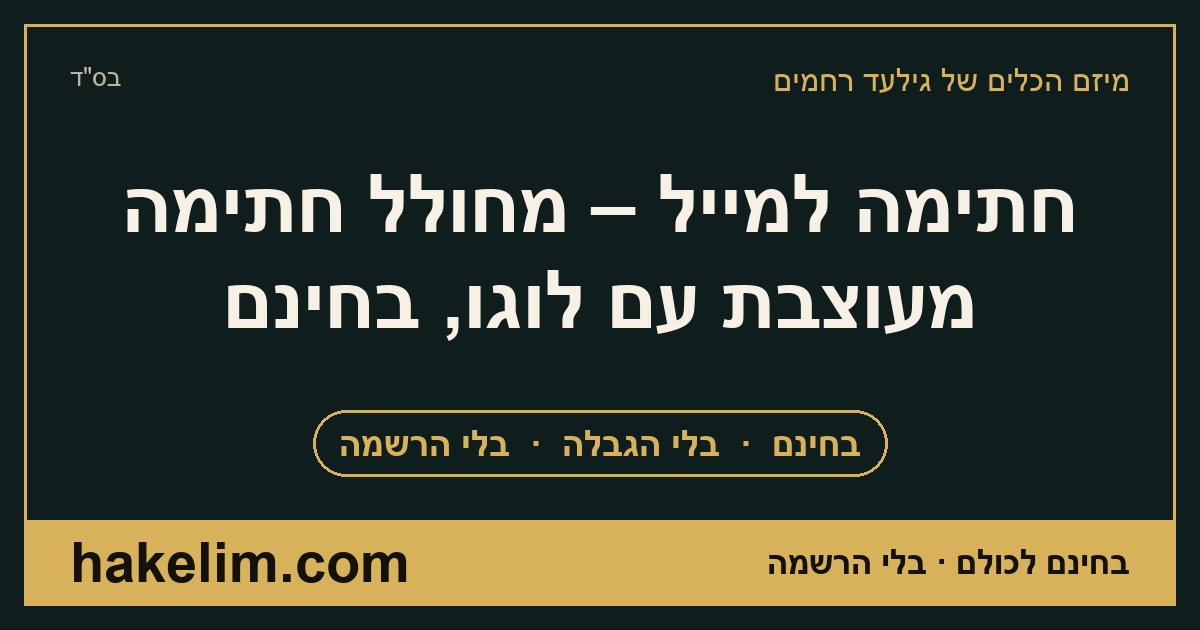 מיזם הכלים של גילעד רחמים
בס"ד
חתימה למייל – מחולל חתימה
מעוצבת עם לוגו, בחינם
בחינם · בלי הגבלה · בלי הרשמה
בחינם לכולם · בלי הרשמה
hakelim.com